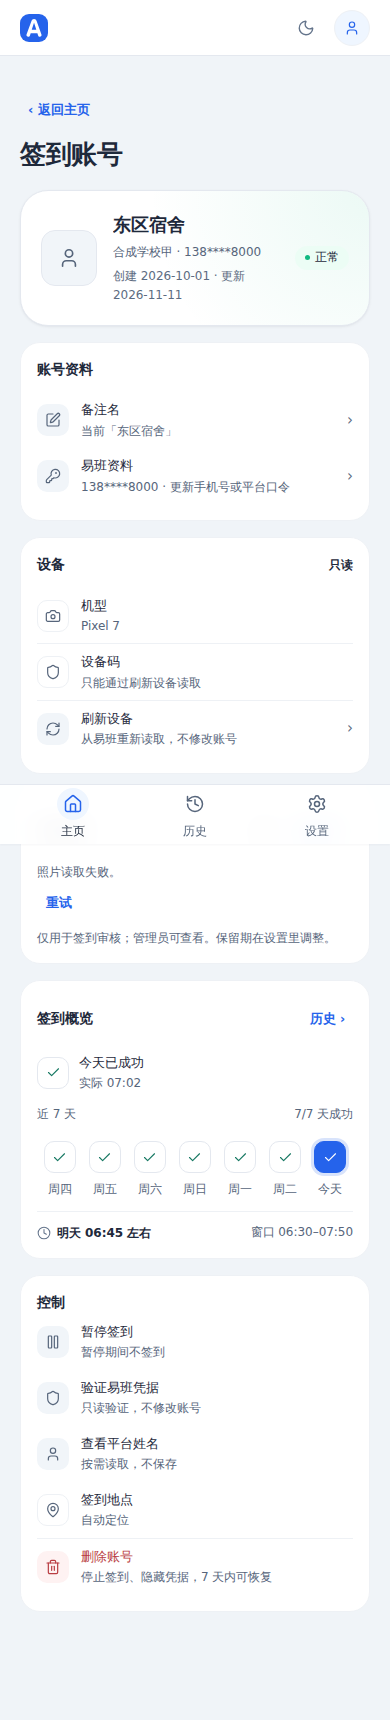 A
‹ 返回主页
签到账号
东区宿舍
合成学校甲 · 138****8000
创建 2026-10-01 · 更新
2026-11-11
正常
账号资料
备注名
当前「东区宿舍」
易班资料
138****8000 · 更新手机号或平台口令
设备
只读
机型
Pixel 7
设备码
只能通过刷新设备读取
刷新设备
从易班重新读取，不修改账号
主页
历史
设置
照片读取失败。
重试
仅用于签到审核；管理员可查看。保留期在设置里调整。
签到概览
历史 ›
今天已成功
实际 07:02
近 7 天
7/7 天成功
周四 周五 周六 周日 周一 周二 今天
明天 06:45 左右
窗口 06:30–07:50
控制
暂停签到
暂停期间不签到
验证易班凭据
只读验证，不修改账号
查看平台姓名
按需读取，不保存
签到地点
自动定位
删除账号
停止签到、隐藏凭据，7 天内可恢复